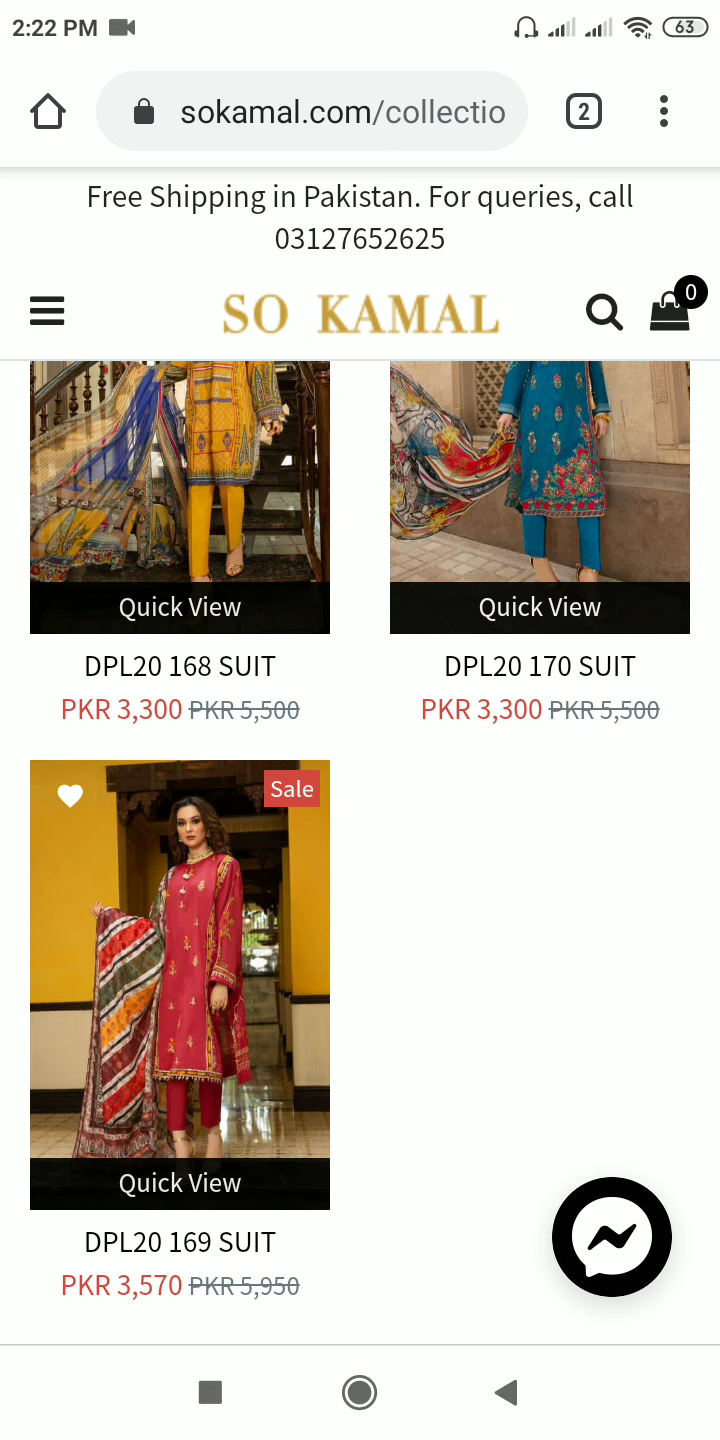 2:22 PM 63
sokamal.com/collectio 2
Free Shipping in Pakistan. For queries, call
03127652625
SO KAMAL 0
Quick View Quick View
DPL20 168 SUIT DPL20 170 SUIT
PKR 3,300 PKR 5,500 PKR 3,300 PKR 5,500
Sale
Quick View
DPL20 169 SUIT
PKR 3,570 PKR 5,950